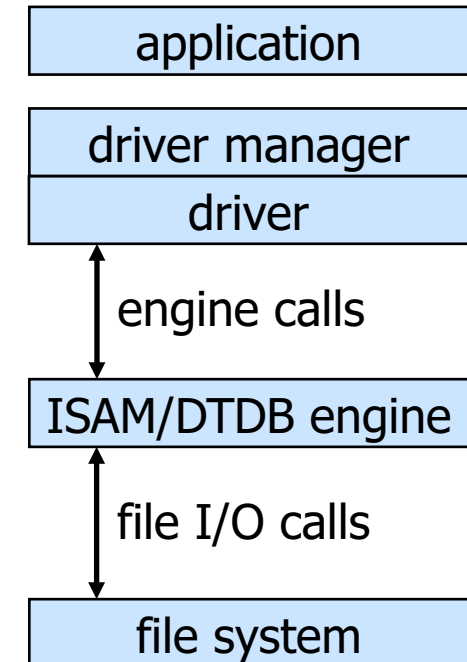 application
driver manager
driver
engine calls
ISAM/DTDB engine
file I/O calls
file system